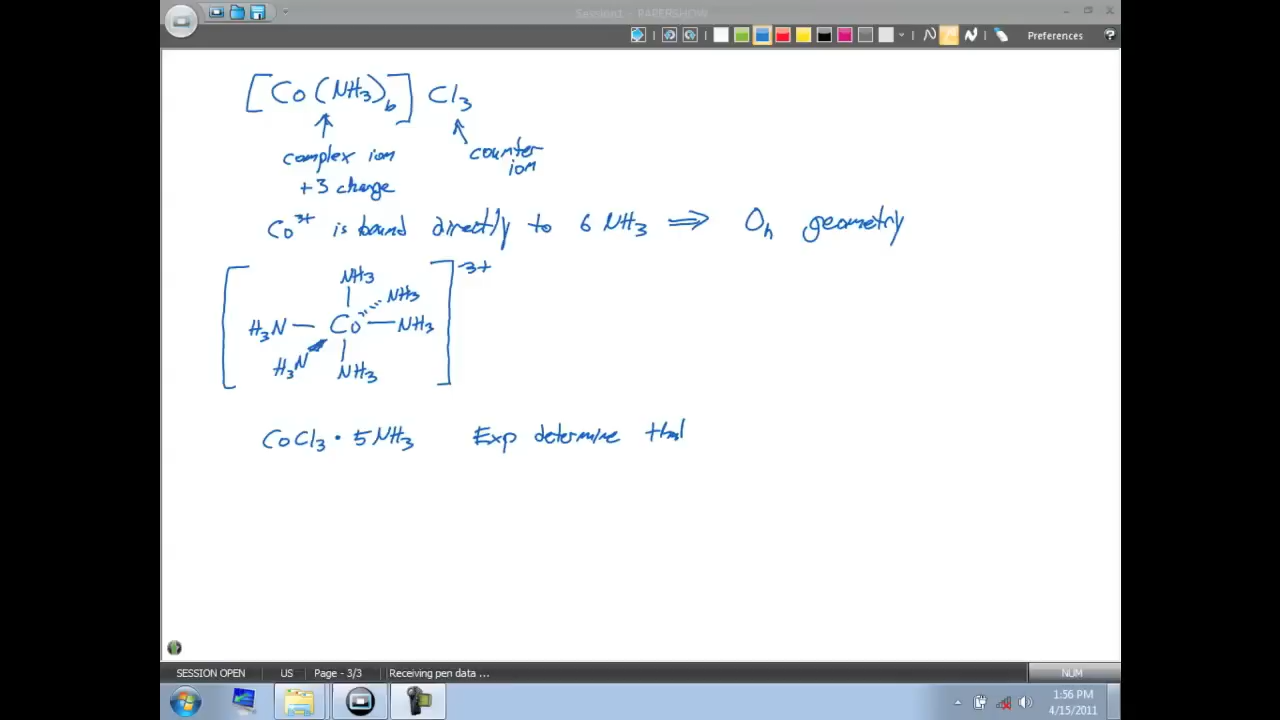 Session1 - PAPERSHOW
Preferences
[Co(NH3)6] Cl3
complex ion
+3 charge
counter
ion
Co3+ is bound directly to 6 NH3 ⇒ Oh geometry
[ ]3+
NH3
NH3
H3N — Co — NH3
H3N
NH3
CoCl3 • 5NH3 Exp determine that
SESSION OPEN US Page - 3/3 Receiving pen data ... NUM
1:56 PM
4/15/2011